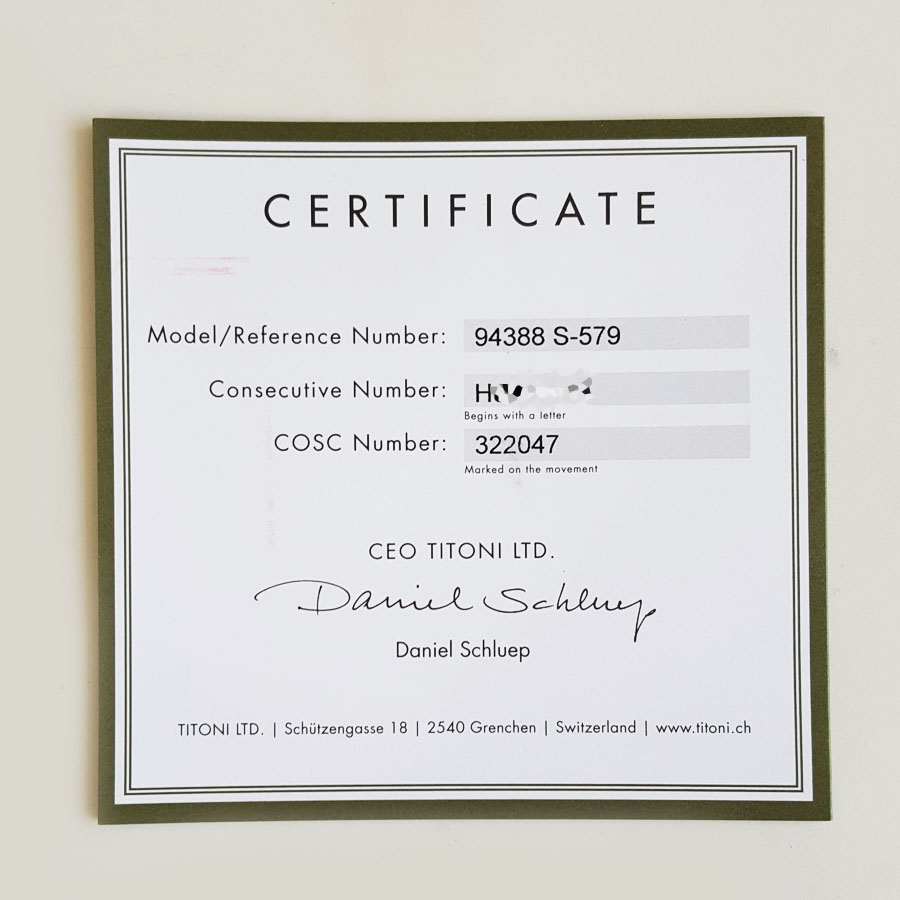 CERTIFICATE
Model/Reference Number: 94388 S-579
Consecutive Number:
Begins with a letter
COSC Number: 322047
Marked on the movement
CEO TITONI LTD.
Daniel Schluep
Daniel Schluep
TITONI LTD. | Schützengasse 18 | 2540 Grenchen | Switzerland | www.titoni.ch